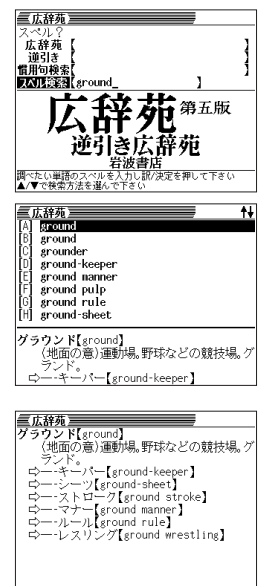 広辞苑
スペル？
広辞苑【 】
逆引き【 】
慣用句検索【 】
スペル検索【ground_ 】
広辞苑 第五版
逆引き広辞苑
岩波書店
調べたい単語のスペルを入力し訳/決定を押して下さい
▲/▼で検索方法を選んで下さい
広辞苑
[A] ground
[B] ground
[C] grounder
[D] ground-keeper
[E] ground manner
[F] ground pulp
[G] ground rule
[H] ground-sheet
グラウンド【ground】
(地面の意)運動場。野球などの競技場。グ
ランド。
⇨―‐キーパー【ground-keeper】
広辞苑
グラウンド【ground】
(地面の意)運動場。野球などの競技場。グ
ランド。
⇨―‐キーパー【ground-keeper】
⇨―‐シーツ【ground-sheet】
⇨―‐ストローク【ground stroke】
⇨―‐マナー【ground manner】
⇨―‐ルール【ground rule】
⇨―‐レスリング【ground wrestling】